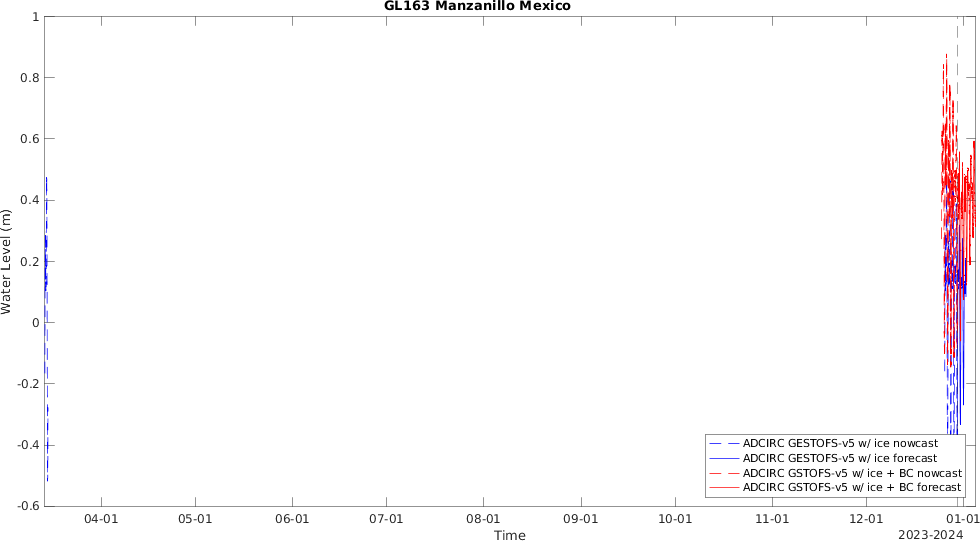 GL163 Manzanillo Mexico
1
0.8
0.6
0.4
0.2
0
-0.2
-0.4
-0.6
Water Level (m)
ADCIRC GESTOFS-v5 w/ ice nowcast
ADCIRC GESTOFS-v5 w/ ice forecast
ADCIRC GSTOFS-v5 w/ ice + BC nowcast
ADCIRC GSTOFS-v5 w/ ice + BC forecast
04-01 05-01 06-01 07-01 08-01 09-01 10-01 11-01 12-01 01-01
Time
2023-2024